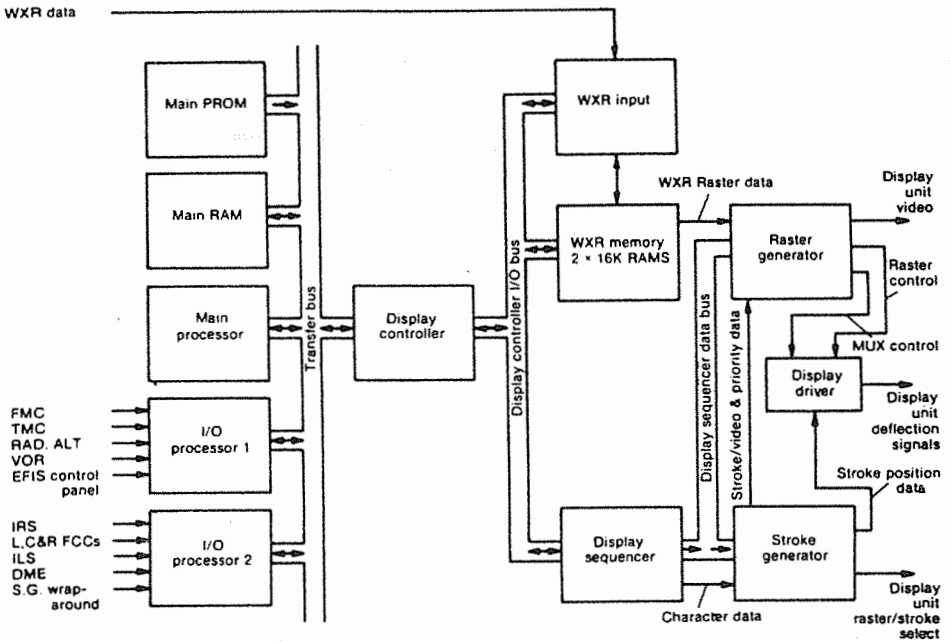 WXR data
Main PROM
Main RAM
Main
processor
FMC
TMC
RAD. ALT
VOR
EFIS control
panel
I/O
processor 1
IRS
L,C&R FCCs
ILS
DME
S.G. wrap-
around
I/O
processor 2
Transfer bus
Display
controller
Display controller I/O bus
WXR input
WXR memory
2 × 16K RAMS
WXR Raster data
Display sequencer data bus
Stroke/video & priority data
Raster
generator
Display
unit
video
Raster
control
MUX control
Display
driver
Display
unit
deflection
signals
Stroke position
data
Display
sequencer
Character data
Stroke
generator
Display
unit
raster/stroke
select